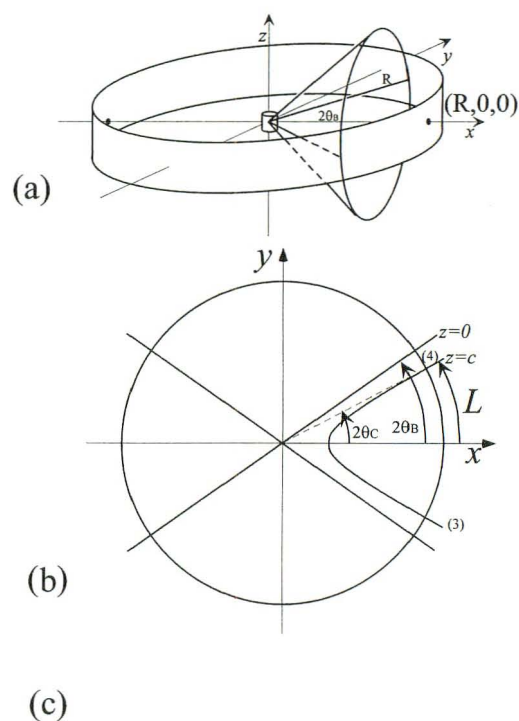 z
y
R
(R,0,0)
2θB
x
(a)
y
z=0
(4)
z=c
L
2θC
2θB
x
(3)
(b)
(c)